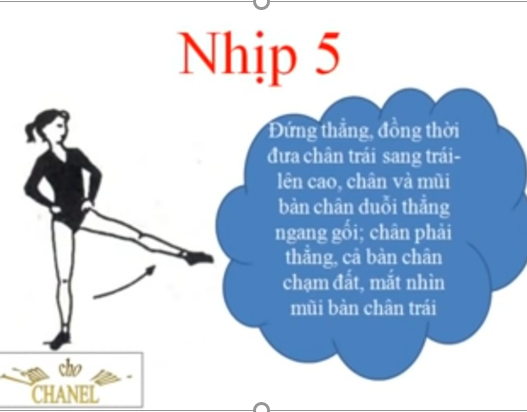 Nhịp 5
Đứng thẳng, đồng thời
đưa chân trái sang trái-
lên cao, chân và mũi
bàn chân duỗi thẳng
ngang gối; chân phải
thẳng, cả bàn chân
chạm đất, mắt nhìn
mũi bàn chân trái
cho
CHANEL